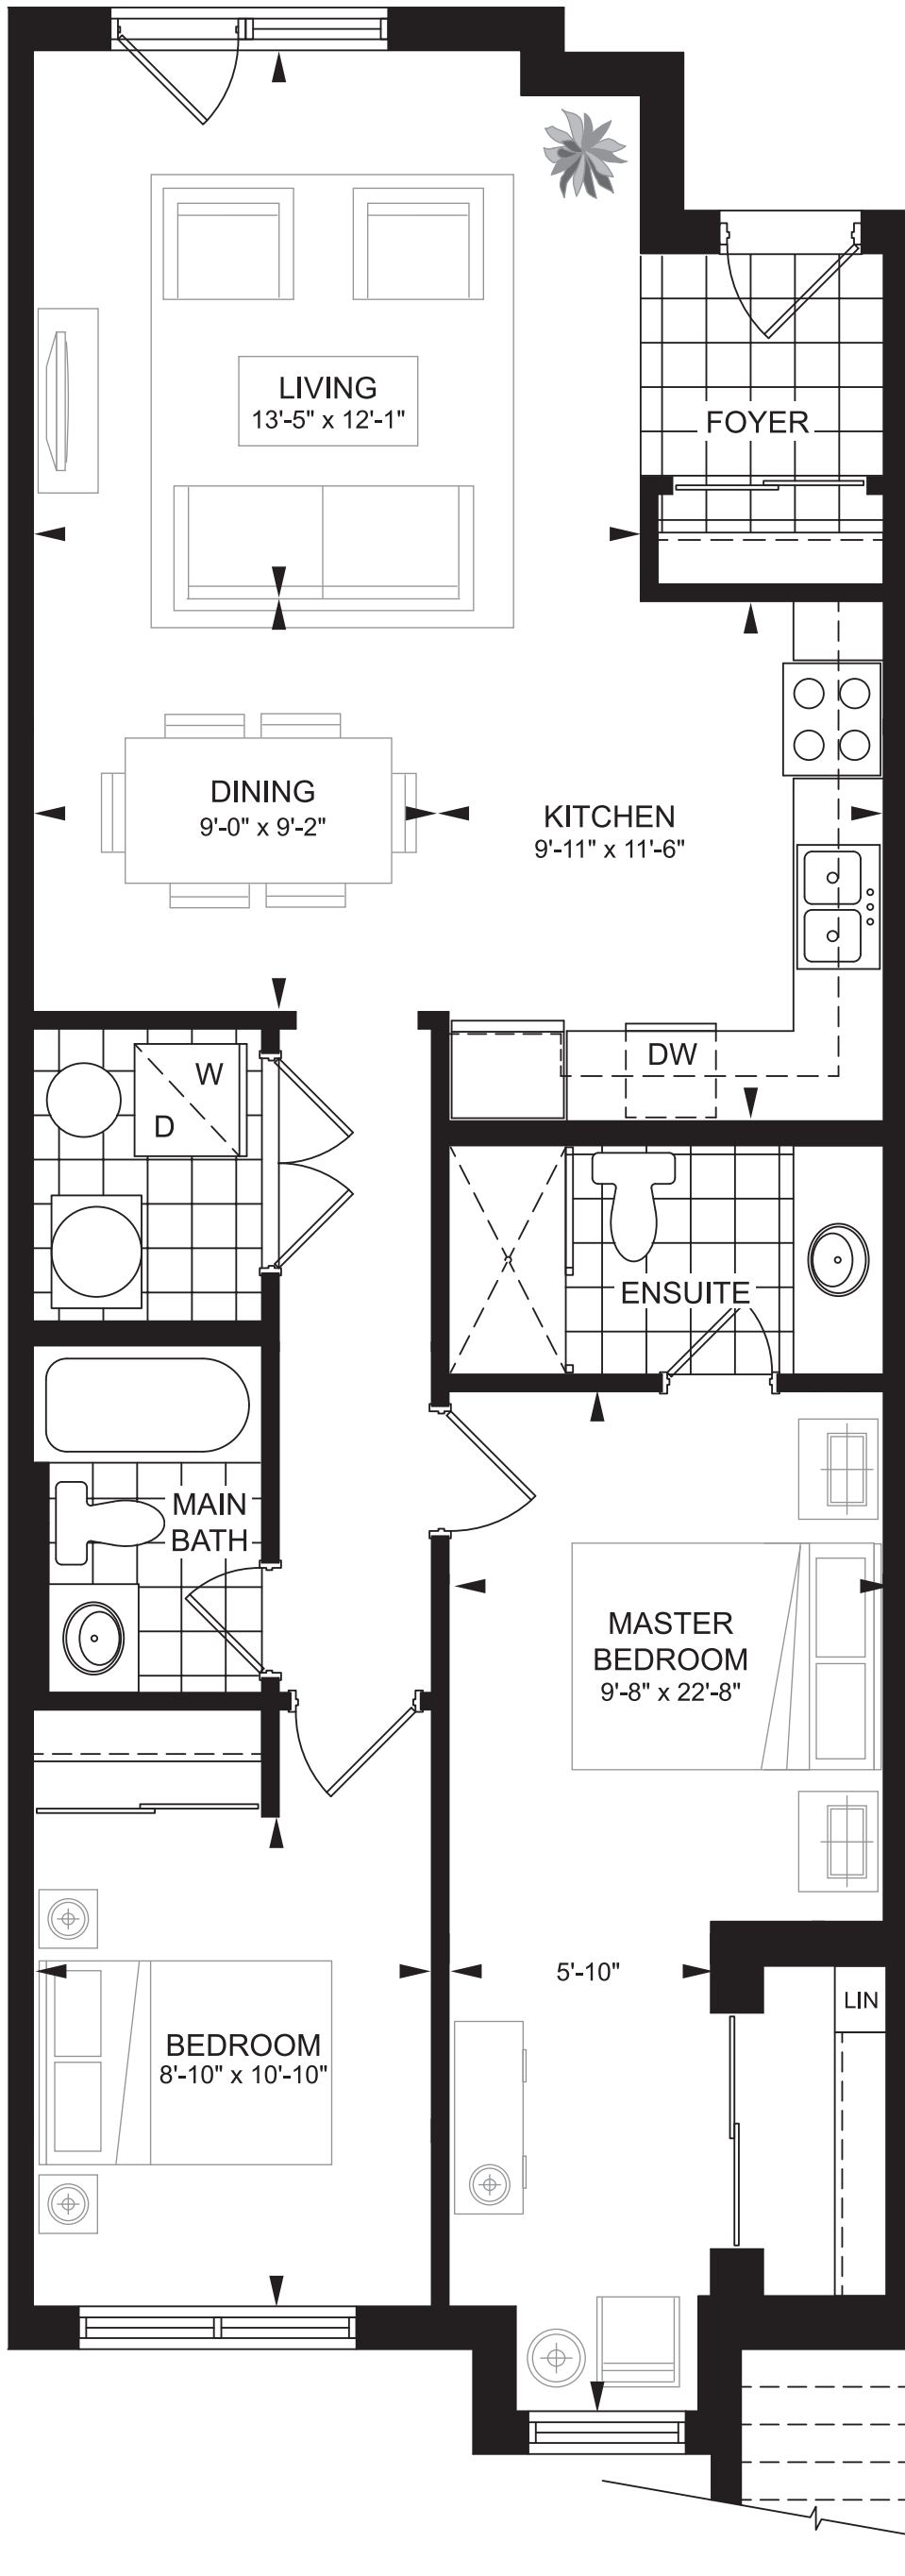 LIVING
13'-5" x 12'-1"
FOYER
DINING
9'-0" x 9'-2"
KITCHEN
9'-11" x 11'-6"
W
D
DW
ENSUITE
MAIN
BATH
MASTER
BEDROOM
9'-8" x 22'-8"
5'-10"
LIN
BEDROOM
8'-10" x 10'-10"